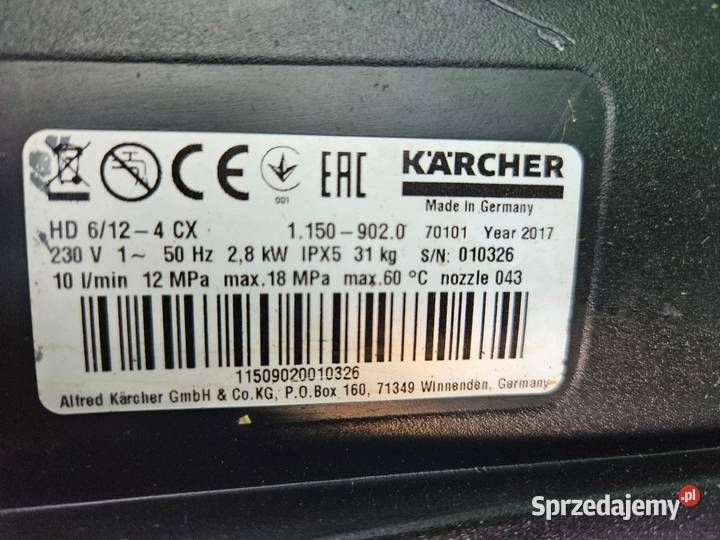 CE 001 EAC KÄRCHER
Made in Germany
HD 6/12-4 CX 1.150-902.0 70101 Year 2017
230 V 1~ 50 Hz 2,8 kW IPX5 31 kg S/N: 010326
10 l/min 12 MPa max.18 MPa max.60 °C nozzle 043
11509020010326
Alfred Kärcher GmbH & Co.KG, P.O.Box 160, 71349 Winnenden, Germany
Sprzedajemy.pl